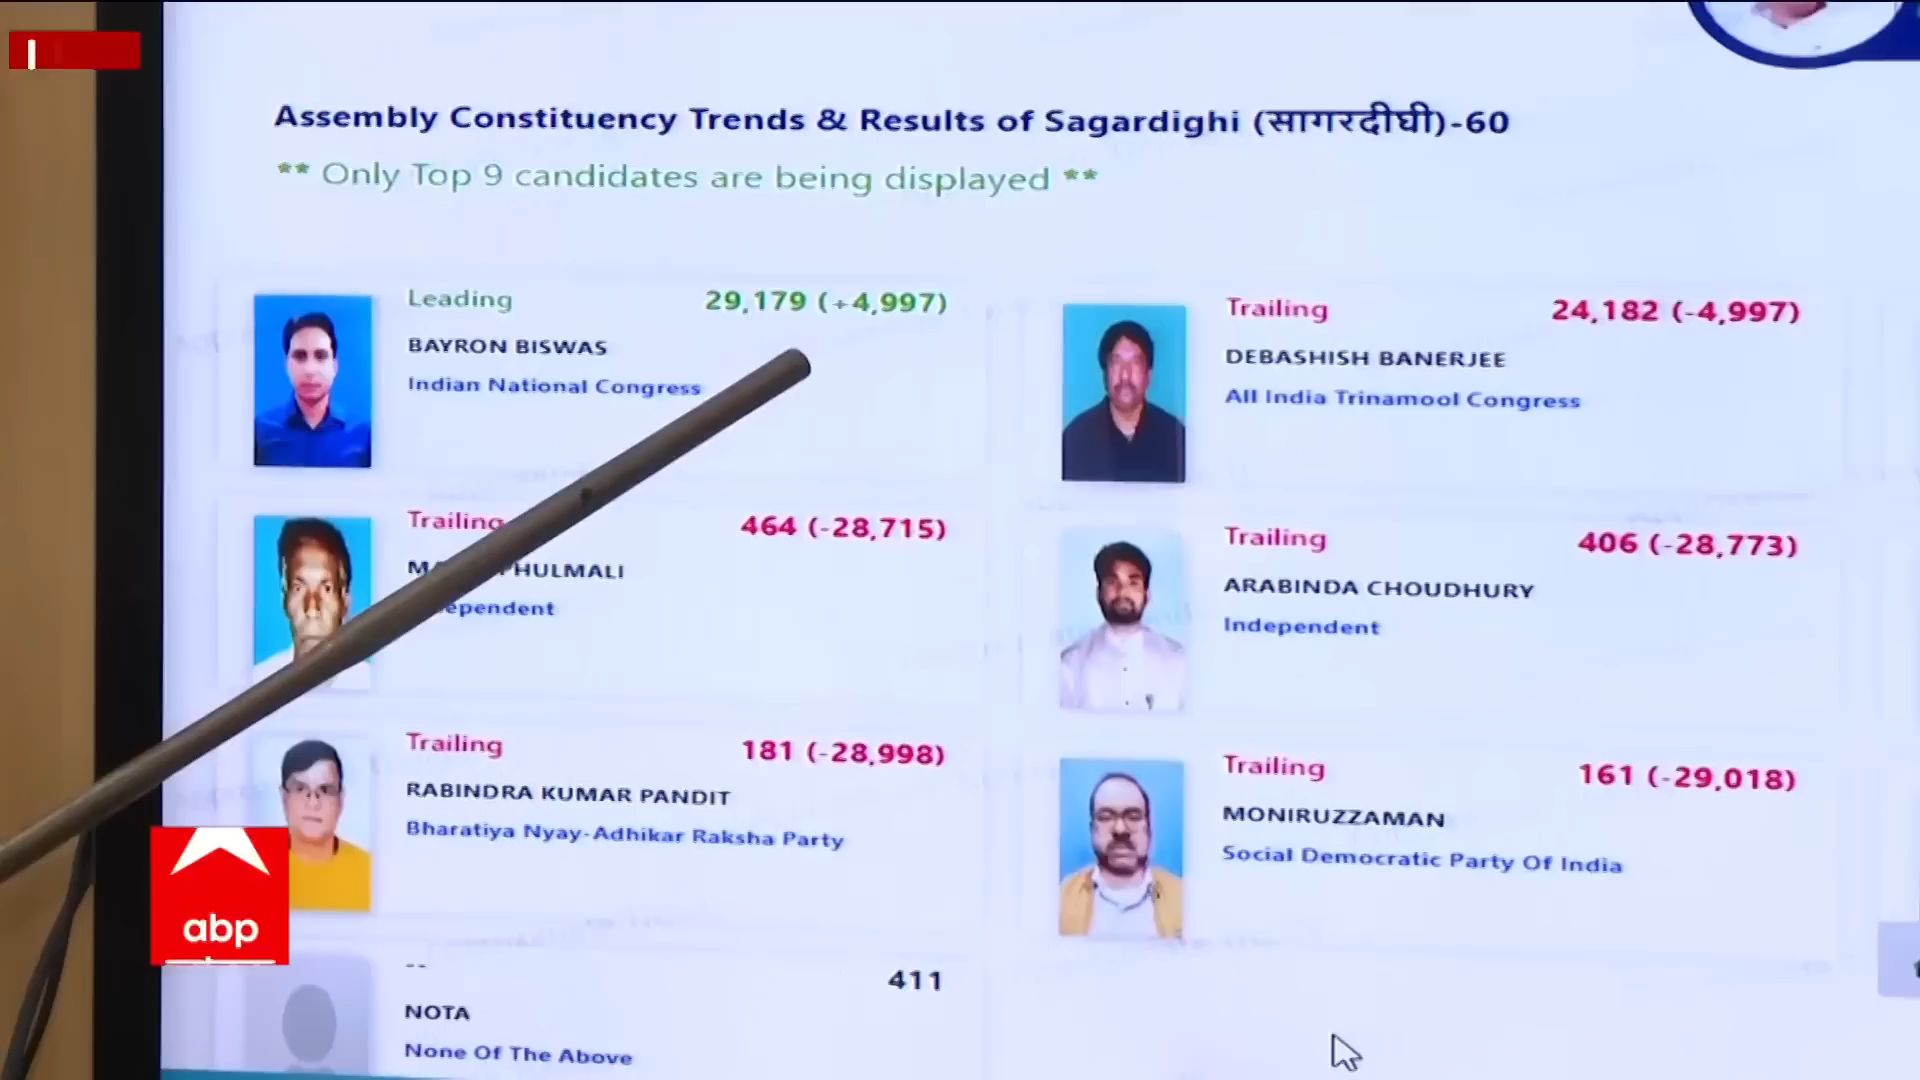 Assembly Constituency Trends & Results of Sagardighi (सागरदीघी)-60
** Only Top 9 candidates are being displayed **
Leading 29,179 (+4,997)
BAYRON BISWAS
Indian National Congress
Trailing 24,182 (-4,997)
DEBASHISH BANERJEE
All India Trinamool Congress
Trailing 464 (-28,715)
HULMALI
Trailing 406 (-28,773)
ARABINDA CHOUDHURY
Independent
Trailing 181 (-28,998)
RABINDRA KUMAR PANDIT
Bharatiya Nyay-Adhikar Raksha Party
Trailing 161 (-29,018)
MONIRUZZAMAN
Social Democratic Party Of India
-- 411
NOTA
None Of The Above
abp